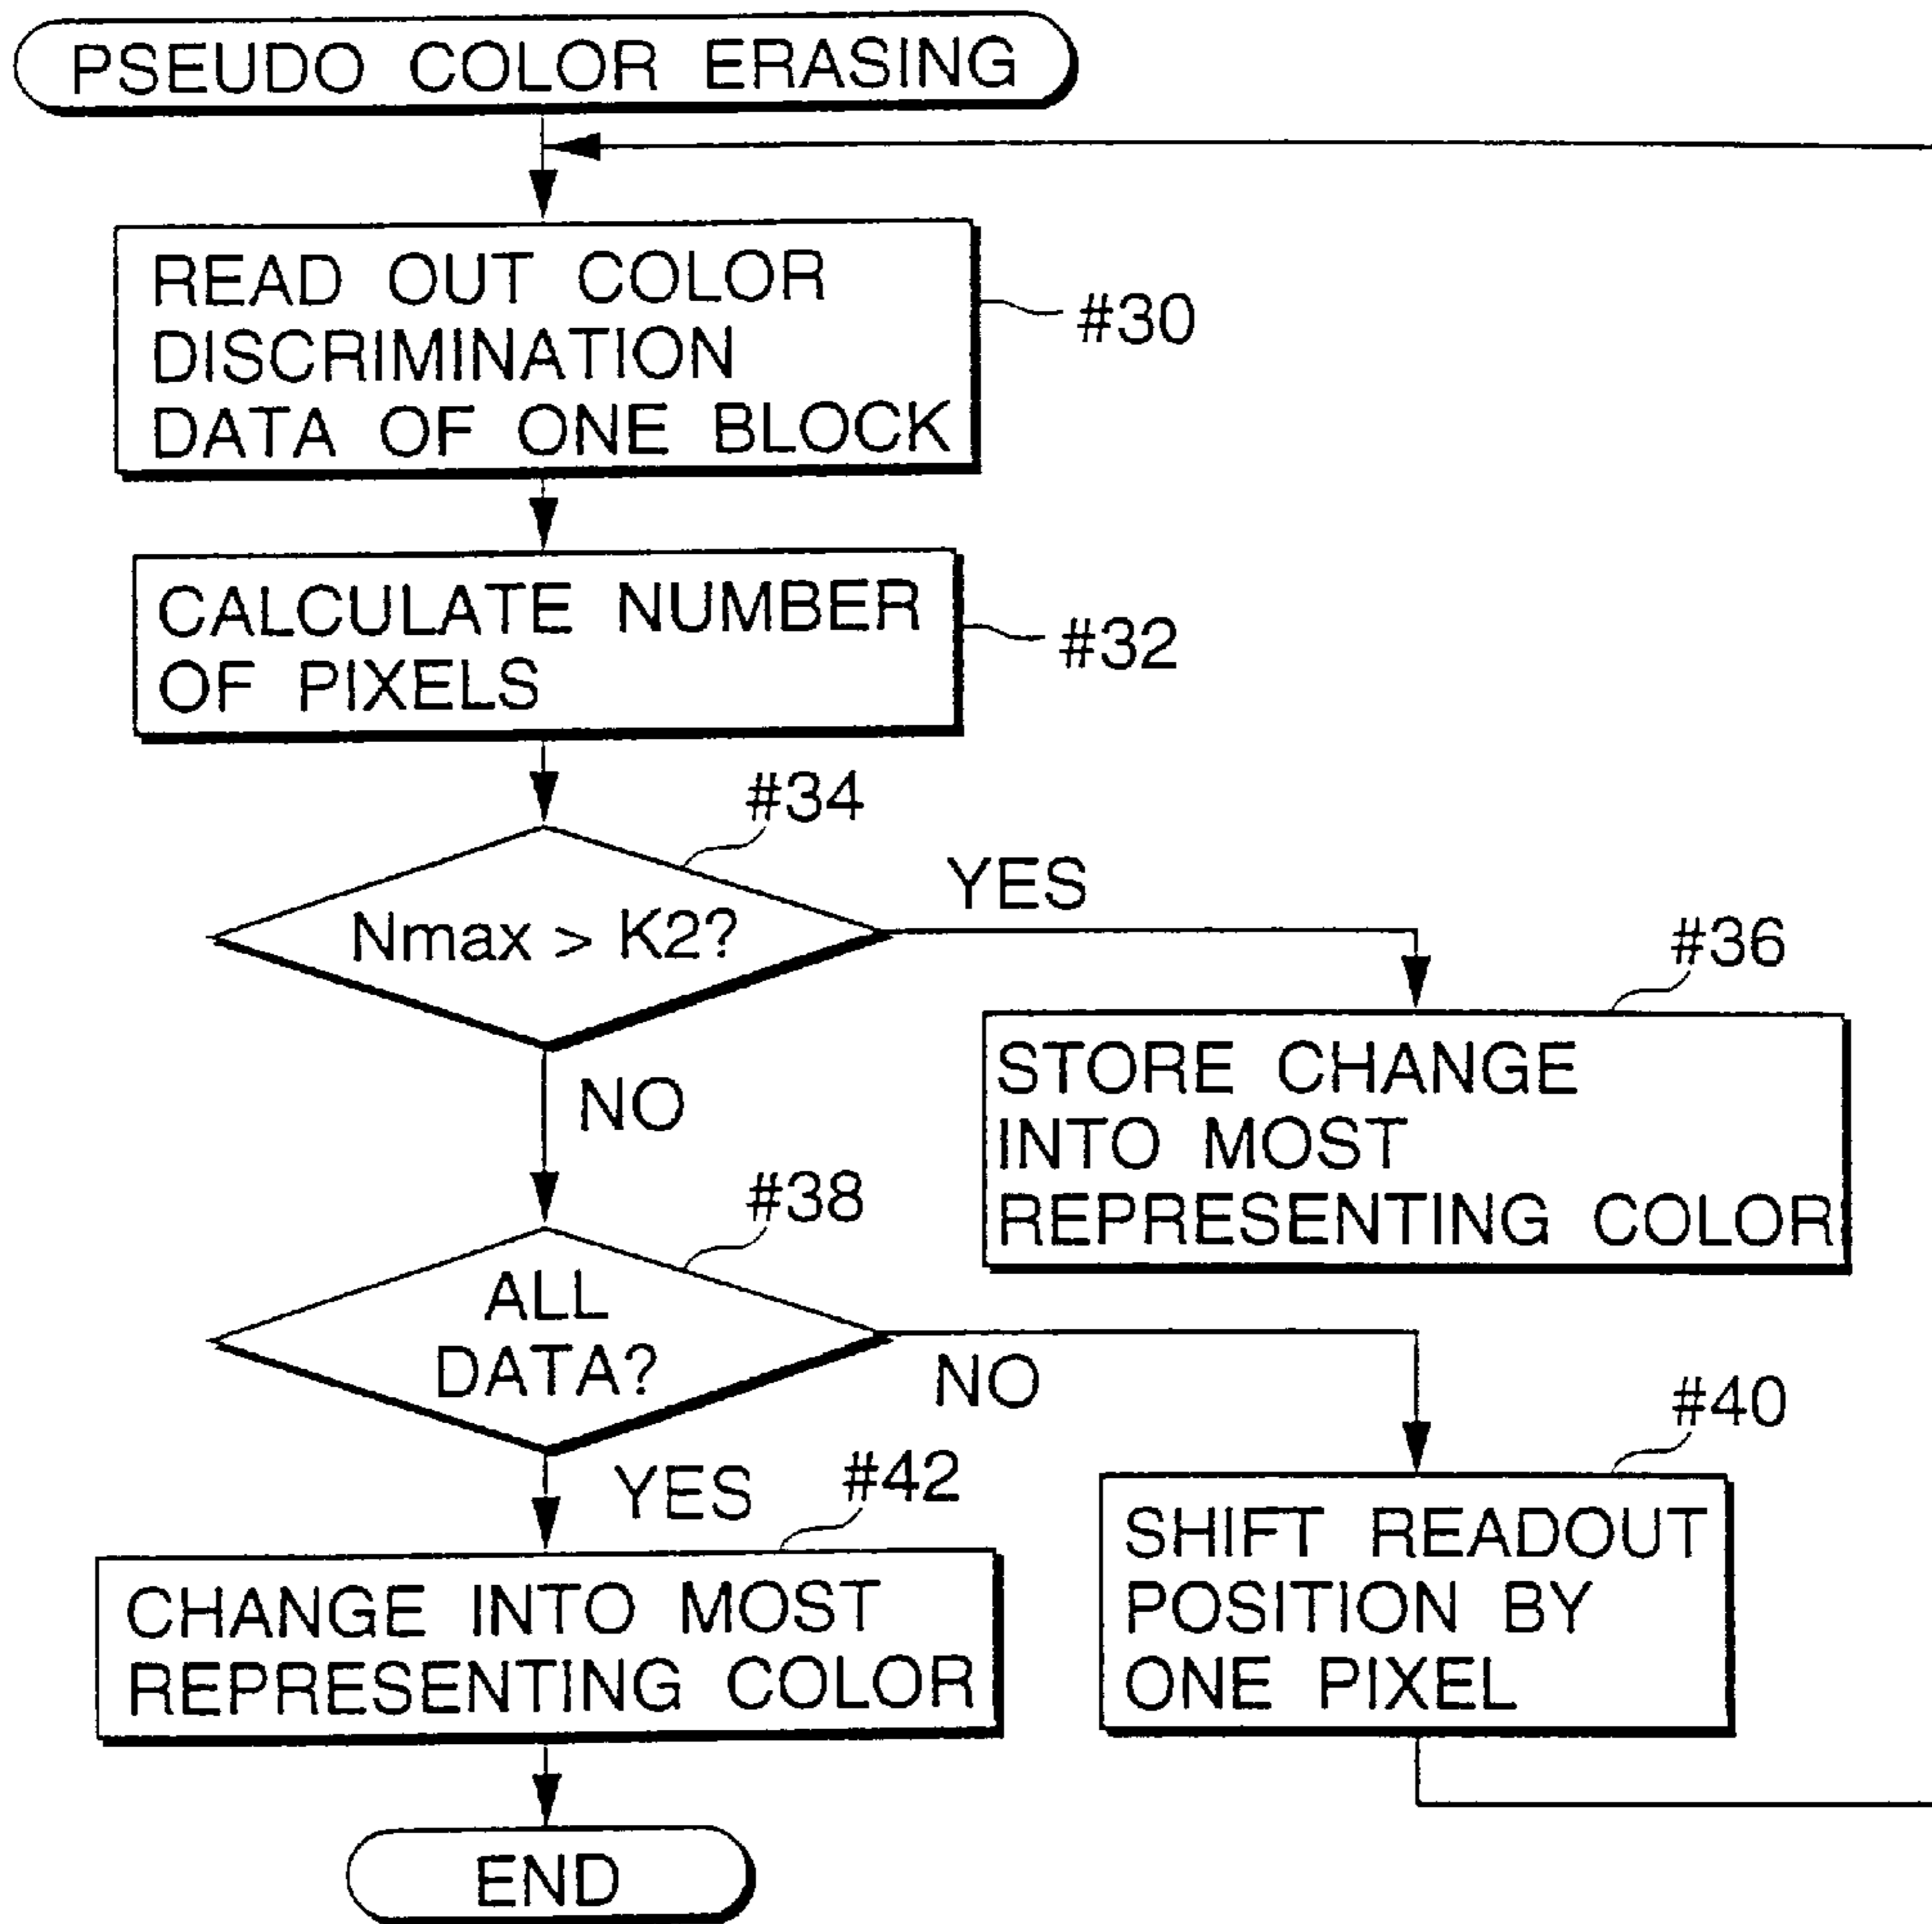 PSEUDO COLOR ERASING
READ OUT COLOR
DISCRIMINATION
DATA OF ONE BLOCK
#30
CALCULATE NUMBER
OF PIXELS
#32
#34
Nmax > K2?
YES
NO
#36
STORE CHANGE
INTO MOST
REPRESENTING COLOR
#38
ALL
DATA?
NO
YES
#40
SHIFT READOUT
POSITION BY
ONE PIXEL
#42
CHANGE INTO MOST
REPRESENTING COLOR
END